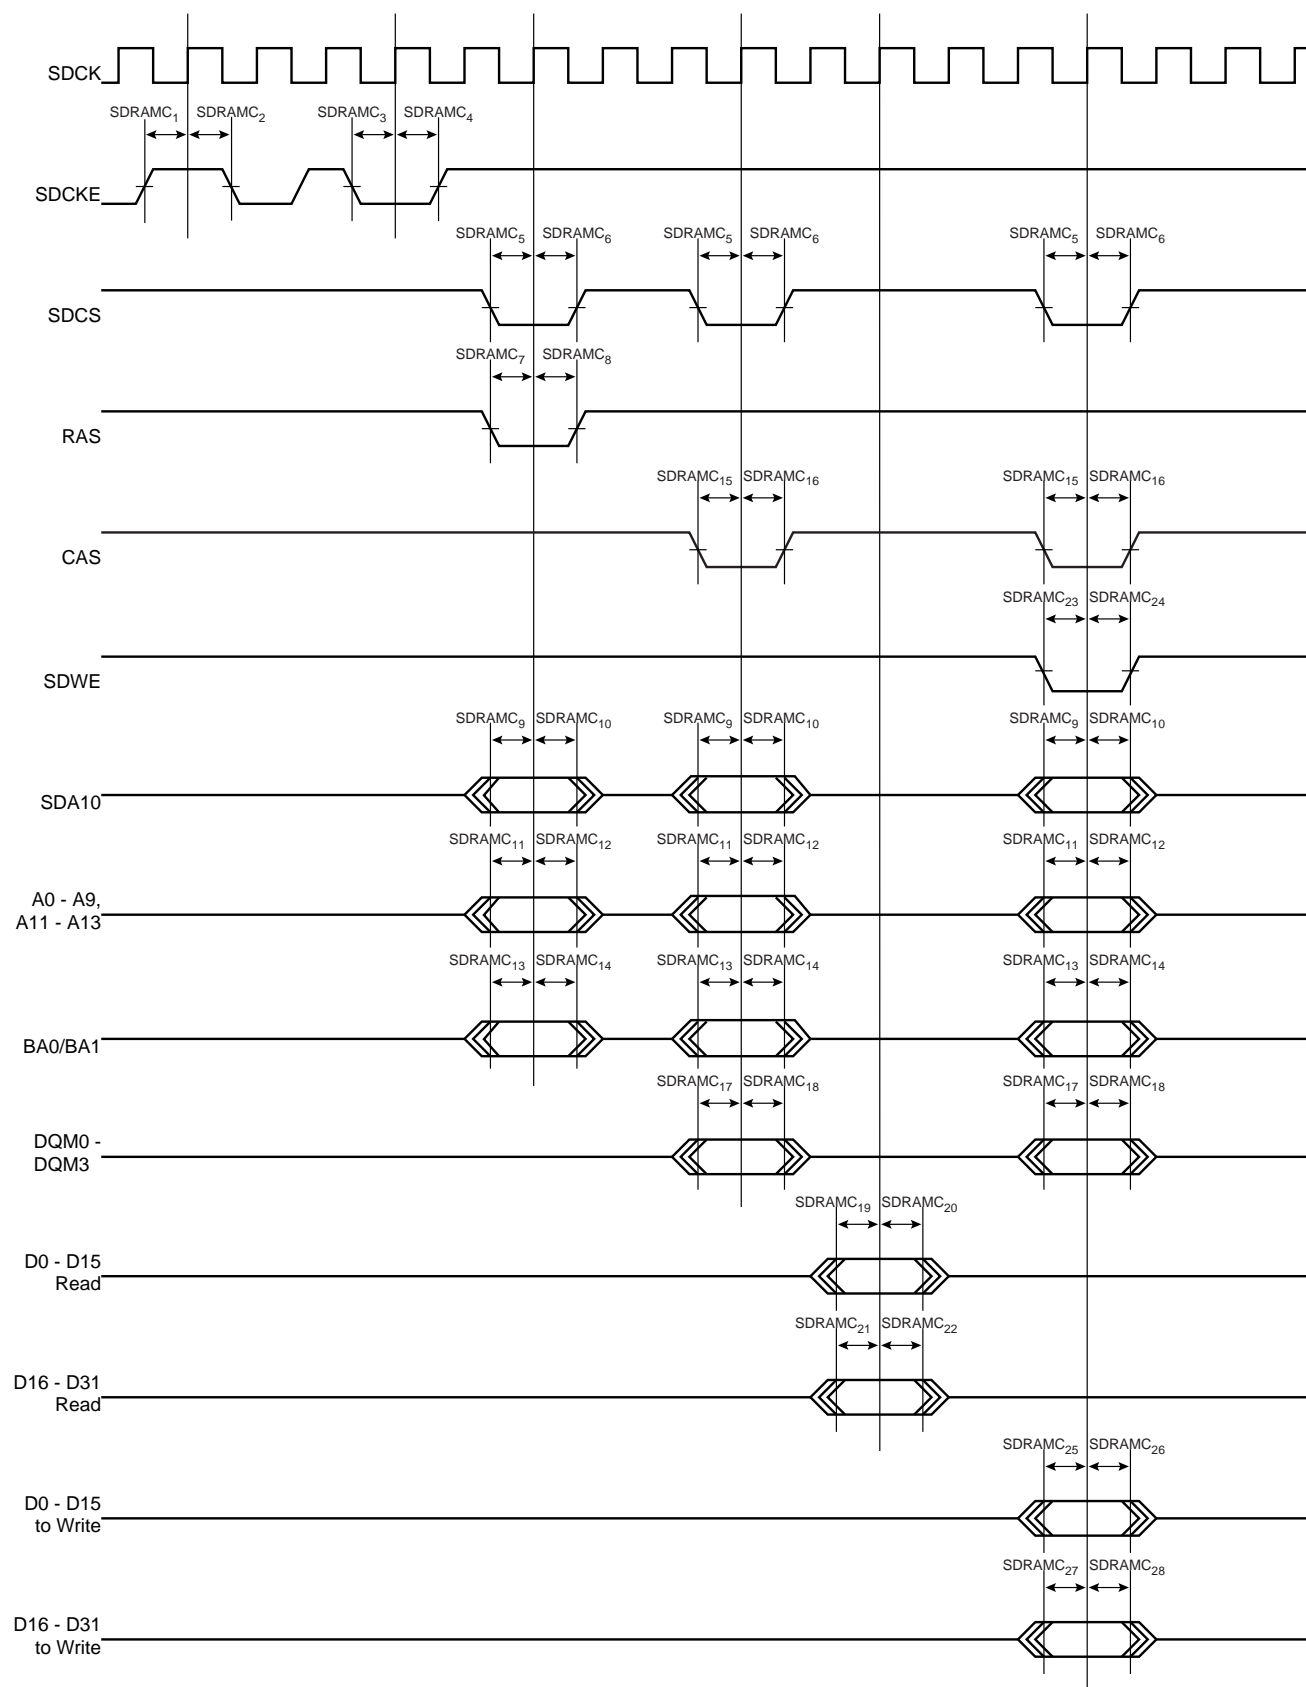 SDCK
SDRAMC1 SDRAMC2 SDRAMC3 SDRAMC4
SDCKE
SDRAMC5 SDRAMC6 SDRAMC5 SDRAMC6 SDRAMC5 SDRAMC6
SDCS
SDRAMC7 SDRAMC8
RAS
SDRAMC15 SDRAMC16 SDRAMC15 SDRAMC16
CAS
SDRAMC23 SDRAMC24
SDWE
SDRAMC9 SDRAMC10 SDRAMC9 SDRAMC10 SDRAMC9 SDRAMC10
SDA10
SDRAMC11 SDRAMC12 SDRAMC11 SDRAMC12 SDRAMC11 SDRAMC12
A0 - A9,
A11 - A13
SDRAMC13 SDRAMC14 SDRAMC13 SDRAMC14 SDRAMC13 SDRAMC14
BA0/BA1
SDRAMC17 SDRAMC18 SDRAMC17 SDRAMC18
DQM0 -
DQM3
SDRAMC19 SDRAMC20
D0 - D15
Read
SDRAMC21 SDRAMC22
D16 - D31
Read
SDRAMC25 SDRAMC26
D0 - D15
to Write
SDRAMC27 SDRAMC28
D16 - D31
to Write